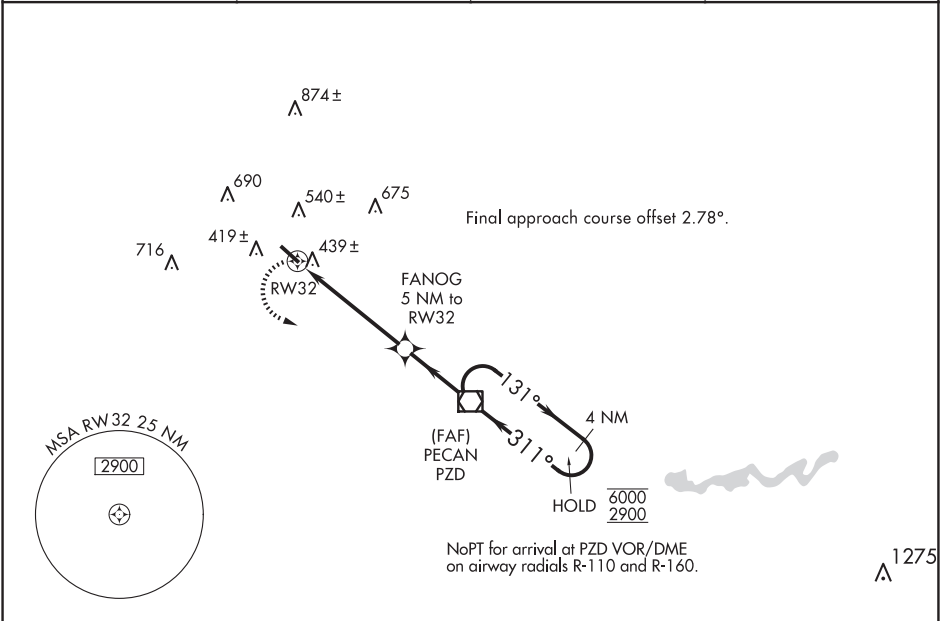 874±
690
540±
675
Final approach course offset 2.78°.
716
419±
439±
RW32
FANOG
5 NM to
RW32
131°
4 NM
311°
(FAF)
PECAN
PZD
HOLD
6000
2900
MSA RW32 25 NM
2900
NoPT for arrival at PZD VOR/DME
on airway radials R-110 and R-160.
1275